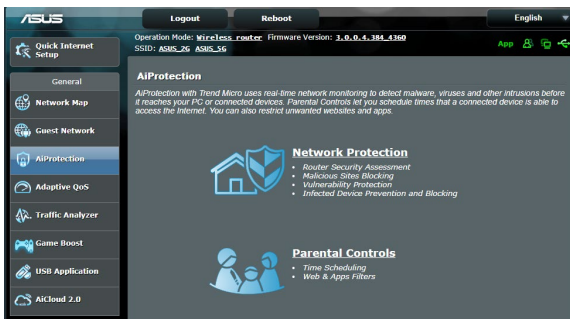 ASUS
Logout
Reboot
English
Quick Internet
Setup
Operation Mode: Wireless router Firmware Version: 3.0.0.4.384_4360
SSID: ASUS_2G ASUS_5G
App
General
Network Map
Guest Network
AiProtection
Adaptive QoS
Traffic Analyzer
Game Boost
USB Application
AiCloud 2.0
AiProtection
AiProtection with Trend Micro uses real-time network monitoring to detect malware, viruses and other intrusions before
it reaches your PC or connected devices. Parental Controls let you schedule times that a connected device is able to
access the Internet. You can also restrict unwanted websites and apps.
Network Protection
• Router Security Assessment
• Malicious Sites Blocking
• Vulnerability Protection
• Infected Device Prevention and Blocking
Parental Controls
• Time Scheduling
• Web & Apps Filters